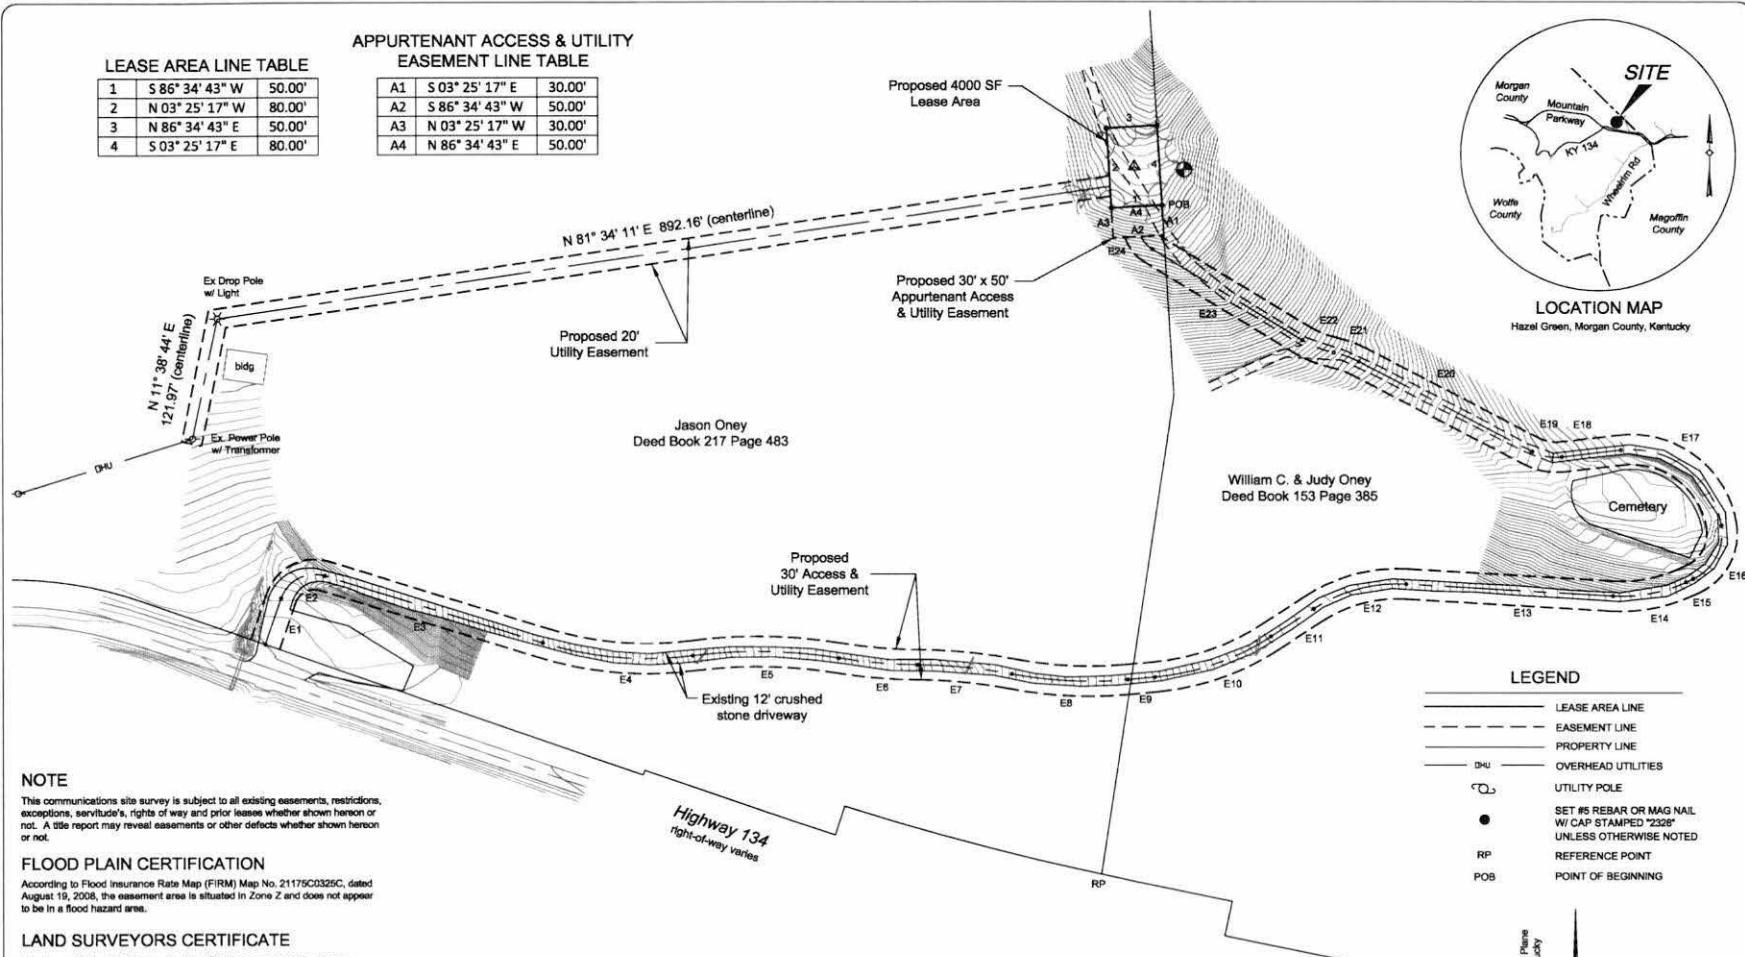 LEASE AREA LINE TABLE
1 S 86° 34' 43" W 50.00'
2 N 03° 25' 17" W 80.00'
3 N 86° 34' 43" E 50.00'
4 S 03° 25' 17" E 80.00'
APPURTENANT ACCESS & UTILITY
EASEMENT LINE TABLE
A1 S 03° 25' 17" E 30.00'
A2 S 86° 34' 43" W 50.00'
A3 N 03° 25' 17" W 30.00'
A4 N 86° 34' 43" E 50.00'
Proposed 4000 SF
Lease Area
3
2
4
1
POB
A4
A3
A1
A2
E24
N 81° 34' 11" E 892.16' (centerline)
Ex Drop Pole
w/ Light
N 11° 38' 44" E
121.97' (centerline)
bldg
Ex. Power Pole
w/ Transformer
OHU
Proposed 20'
Utility Easement
Proposed 30' x 50'
Appurtenant Access
& Utility Easement
E23
E22
E21
E20
E19
E18
E17
E16
E15
E14
E13
E12
E11
E10
E9
E8
E7
E6
E5
E4
E3
E2
E1
Jason Oney
Deed Book 217 Page 483
William C. & Judy Oney
Deed Book 153 Page 385
Cemetery
Proposed
30' Access &
Utility Easement
Existing 12' crushed
stone driveway
Highway 134
right-of-way varies
RP
SITE
Morgan
County
Mountain
Parkway
KY 134
Wheelrim Rd
Wolfe
County
Magoffin
County
LOCATION MAP
Hazel Green, Morgan County, Kentucky
LEGEND
LEASE AREA LINE
EASEMENT LINE
PROPERTY LINE
OHU OVERHEAD UTILITIES
UTILITY POLE
SET #5 REBAR OR MAG NAIL
W/ CAP STAMPED "2328"
UNLESS OTHERWISE NOTED
RP REFERENCE POINT
POB POINT OF BEGINNING
NOTE
This communications site survey is subject to all existing easements, restrictions,
exceptions, servitude's, rights of way and prior leases whether shown hereon or
not. A title report may reveal easements or other defects whether shown hereon
or not.
FLOOD PLAIN CERTIFICATION
According to Flood Insurance Rate Map (FIRM) Map No. 21175C0325C, dated
August 19, 2008, the easement area is situated in Zone Z and does not appear
to be in a flood hazard area.
LAND SURVEYORS CERTIFICATE
Plane